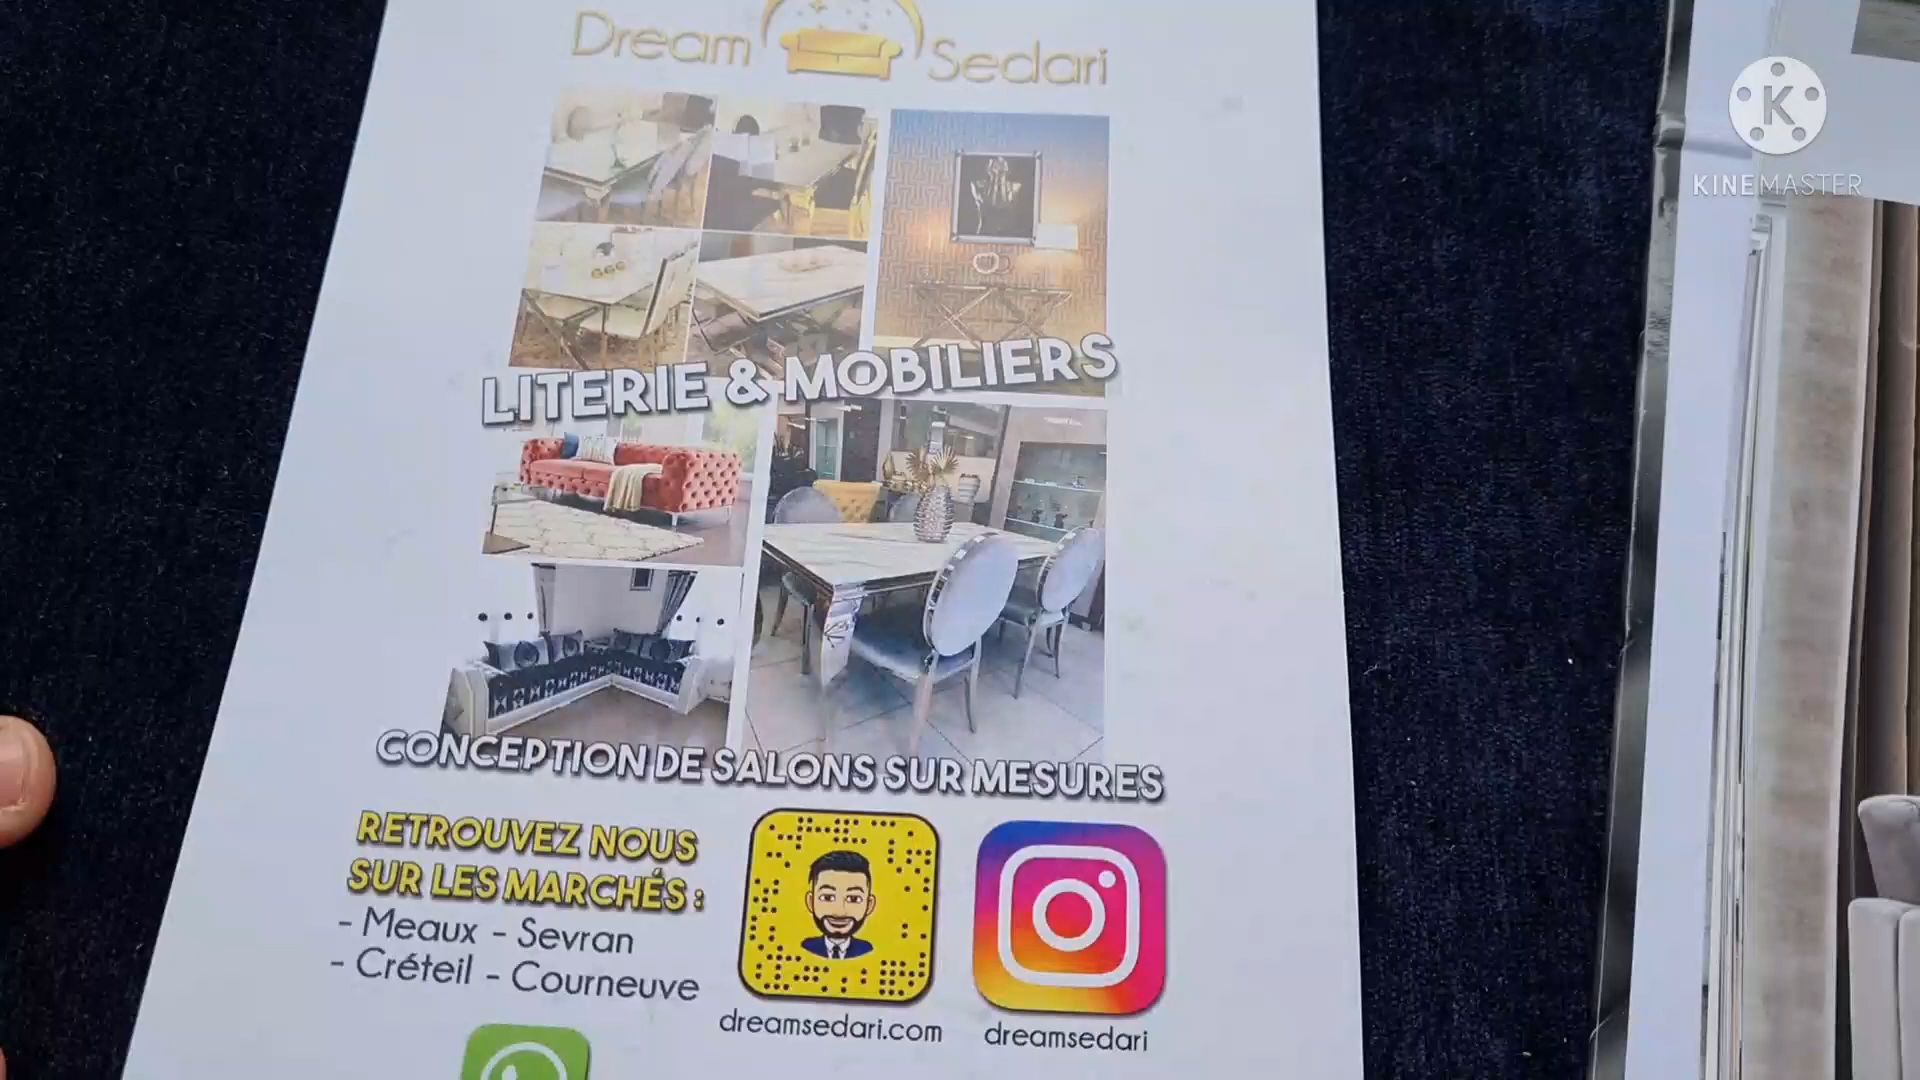 Dream Sedari
KINEMASTER
LITERIE & MOBILIERS
CONCEPTION DE SALONS SUR MESURES
RETROUVEZ NOUS
SUR LES MARCHÉS :
- Meaux - Sevran
- Créteil - Courneuve
dreamsedari.com
dreamsedari